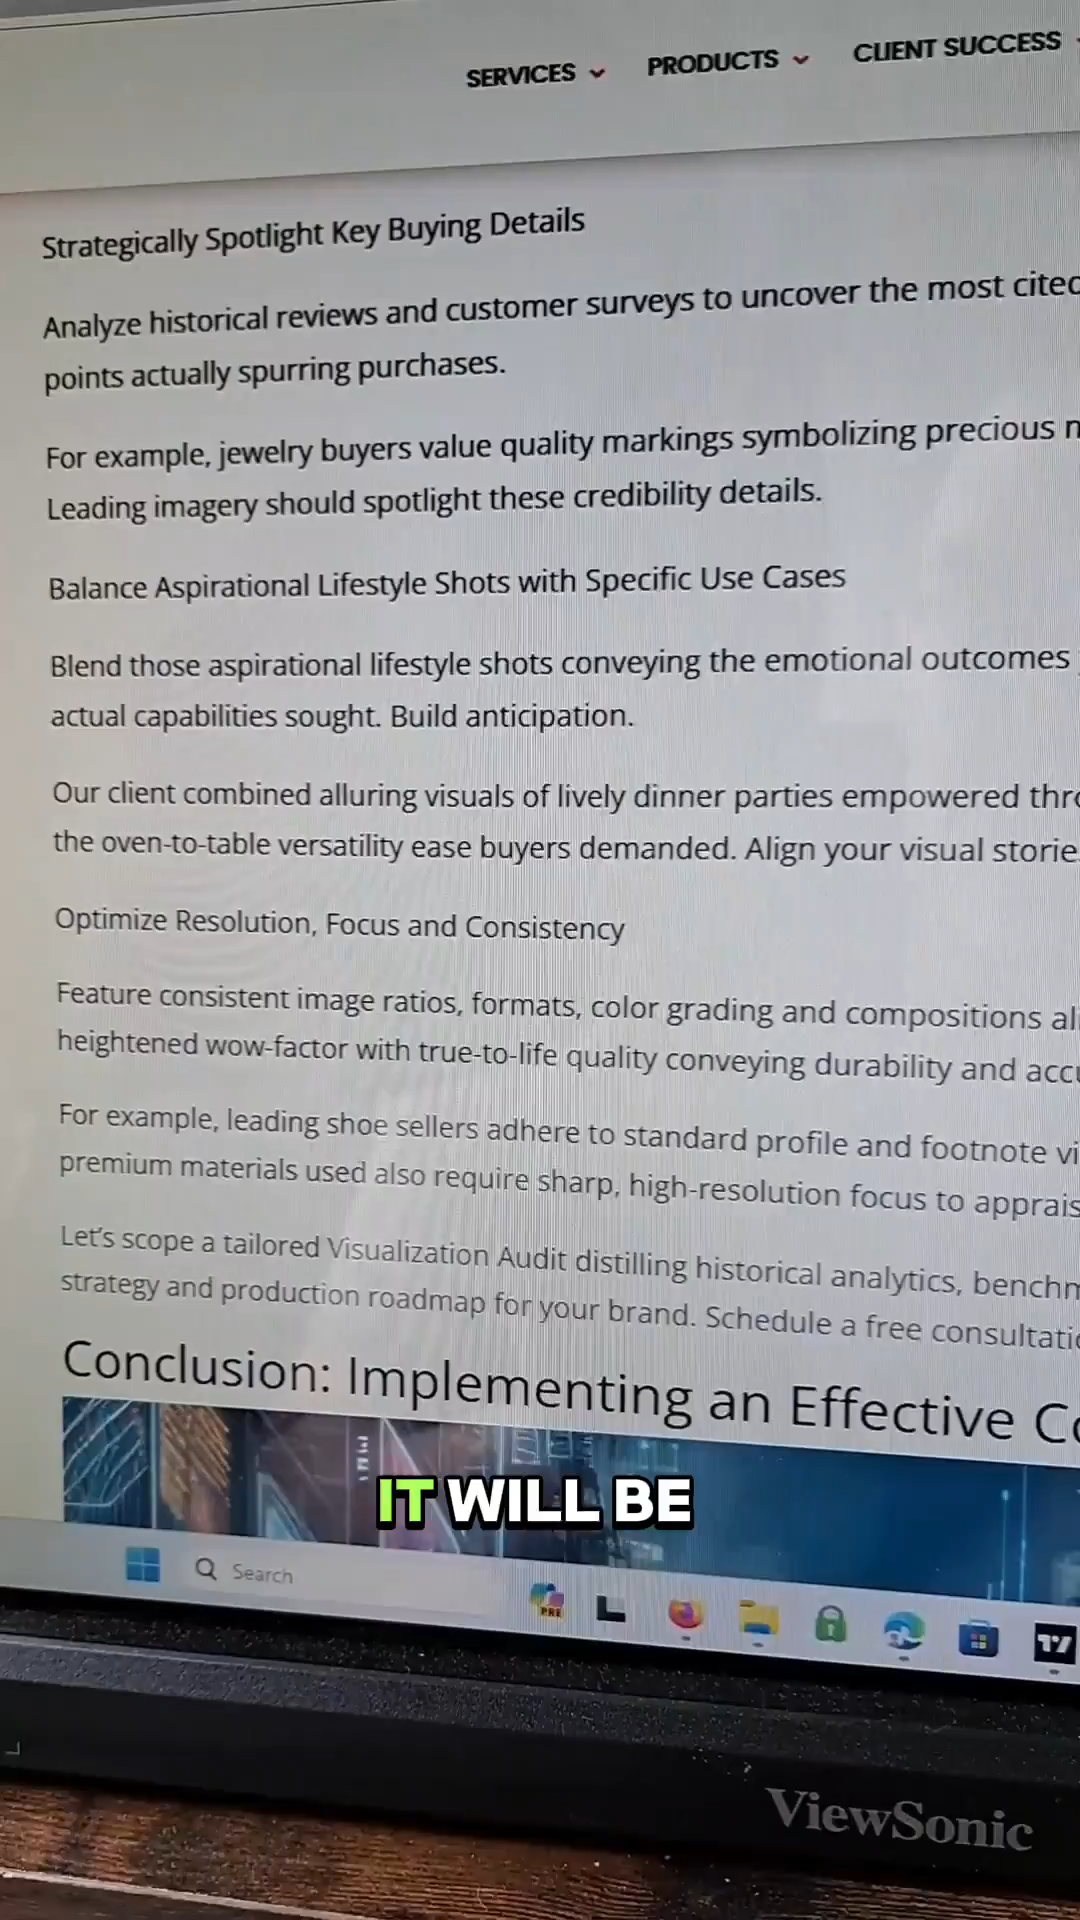 SERVICES PRODUCTS CLIENT SUCCESS
Strategically Spotlight Key Buying Details
Analyze historical reviews and customer surveys to uncover the most cited
points actually spurring purchases.
For example, jewelry buyers value quality markings symbolizing precious
Leading imagery should spotlight these credibility details.
Balance Aspirational Lifestyle Shots with Specific Use Cases
Blend those aspirational lifestyle shots conveying the emotional outcomes
actual capabilities sought. Build anticipation.
Our client combined alluring visuals of lively dinner parties empowered
the oven-to-table versatility ease buyers demanded. Align your visual
Optimize Resolution, Focus and Consistency
Feature consistent image ratios, formats, color grading and compositions
heightened wow-factor with true-to-life quality conveying durability and
For example, leading shoe sellers adhere to standard profile and footnote
premium materials used also require sharp, high-resolution focus to
Let's scope a tailored Visualization Audit distilling historical analytics,
strategy and production roadmap for your brand. Schedule a free
Conclusion: Implementing an Effective
IT WILL BE
Search
PRE
ViewSonic